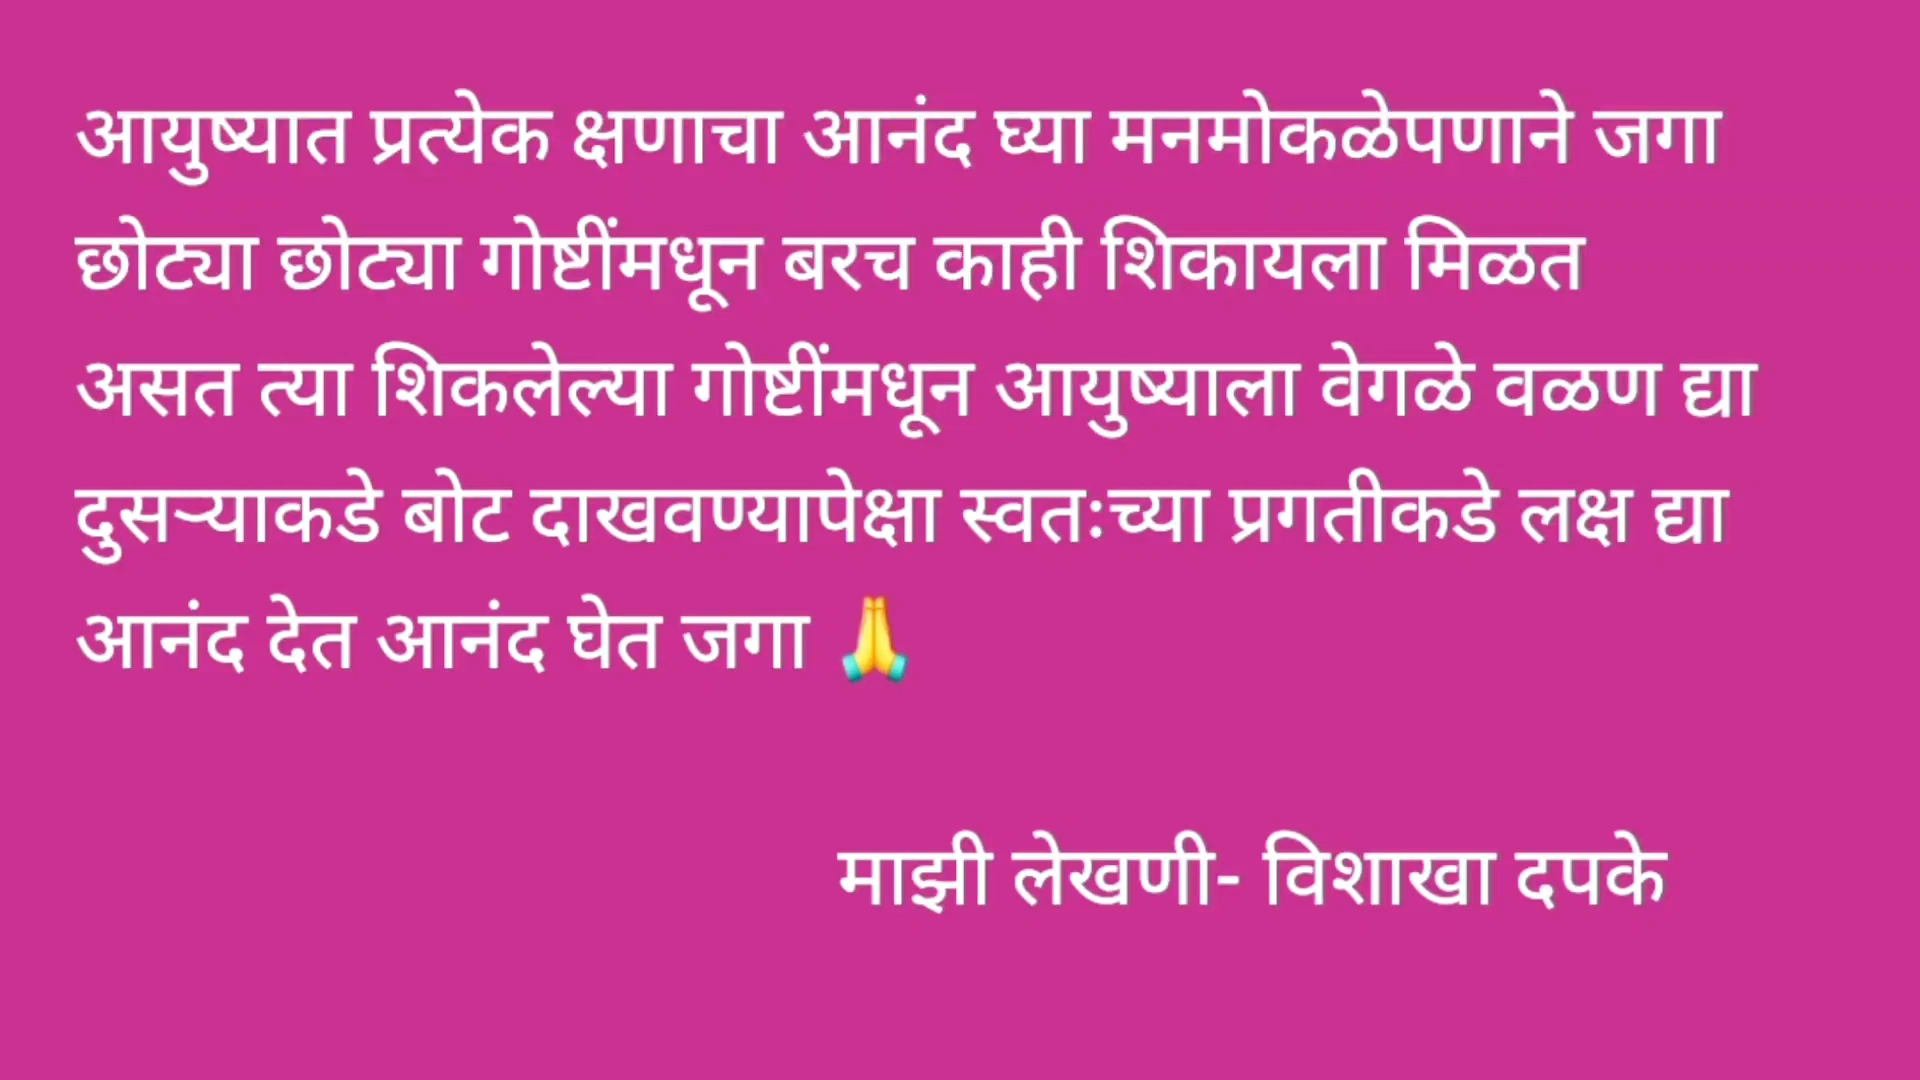 आयुष्यात प्रत्येक क्षणाचा आनंद घ्या मनमोकळेपणाने जगा
छोट्या छोट्या गोष्टींमधून बरच काही शिकायला मिळत
असत त्या शिकलेल्या गोष्टींमधून आयुष्याला वेगळे वळण द्या
दुसऱ्याकडे बोट दाखवण्यापेक्षा स्वतःच्या प्रगतीकडे लक्ष द्या
आनंद देत आनंद घेत जगा 🙏
माझी लेखणी- विशाखा दपके